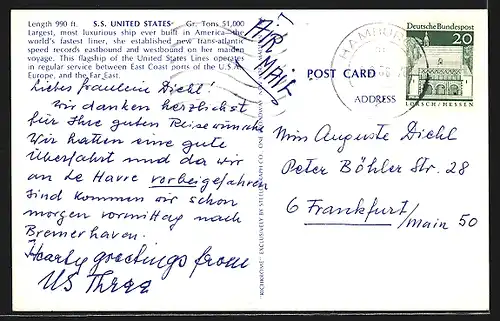 Length 990 ft. S.S. UNITED STATES Gr. Tons 51,000
Largest, most luxurious ship ever built in America—the
world's fastest liner, she established new trans-atlantic
speed records eastbound and westbound on her maiden
voyage. This flagship of the United States Lines operates
in regular service between East Coast ports of the U.S.A.,
Europe, and the Far East.
AIR
MAIL
Liebes Fräulein Diehl!
Wir danken herzlichst
für Ihre guten Reisewünsche
Wir hatten eine gute
Überfahrt und da wir
an Le Havre vorbeigefahren
sind kommen wir schon
morgen vormittag nach
Bremerhaven.
Hearty greetings from
US Three
"RICHROTONE" EXCLUSIVELY BY STEELOGRAPH CO.
POST CARD
ADDRESS
HAMBURG
Deutsche Bundespost
20
LORSCH/HESSEN
Miss Auguste Diehl
Peter Böhler Str. 28
6 Frankfurt/Main 50